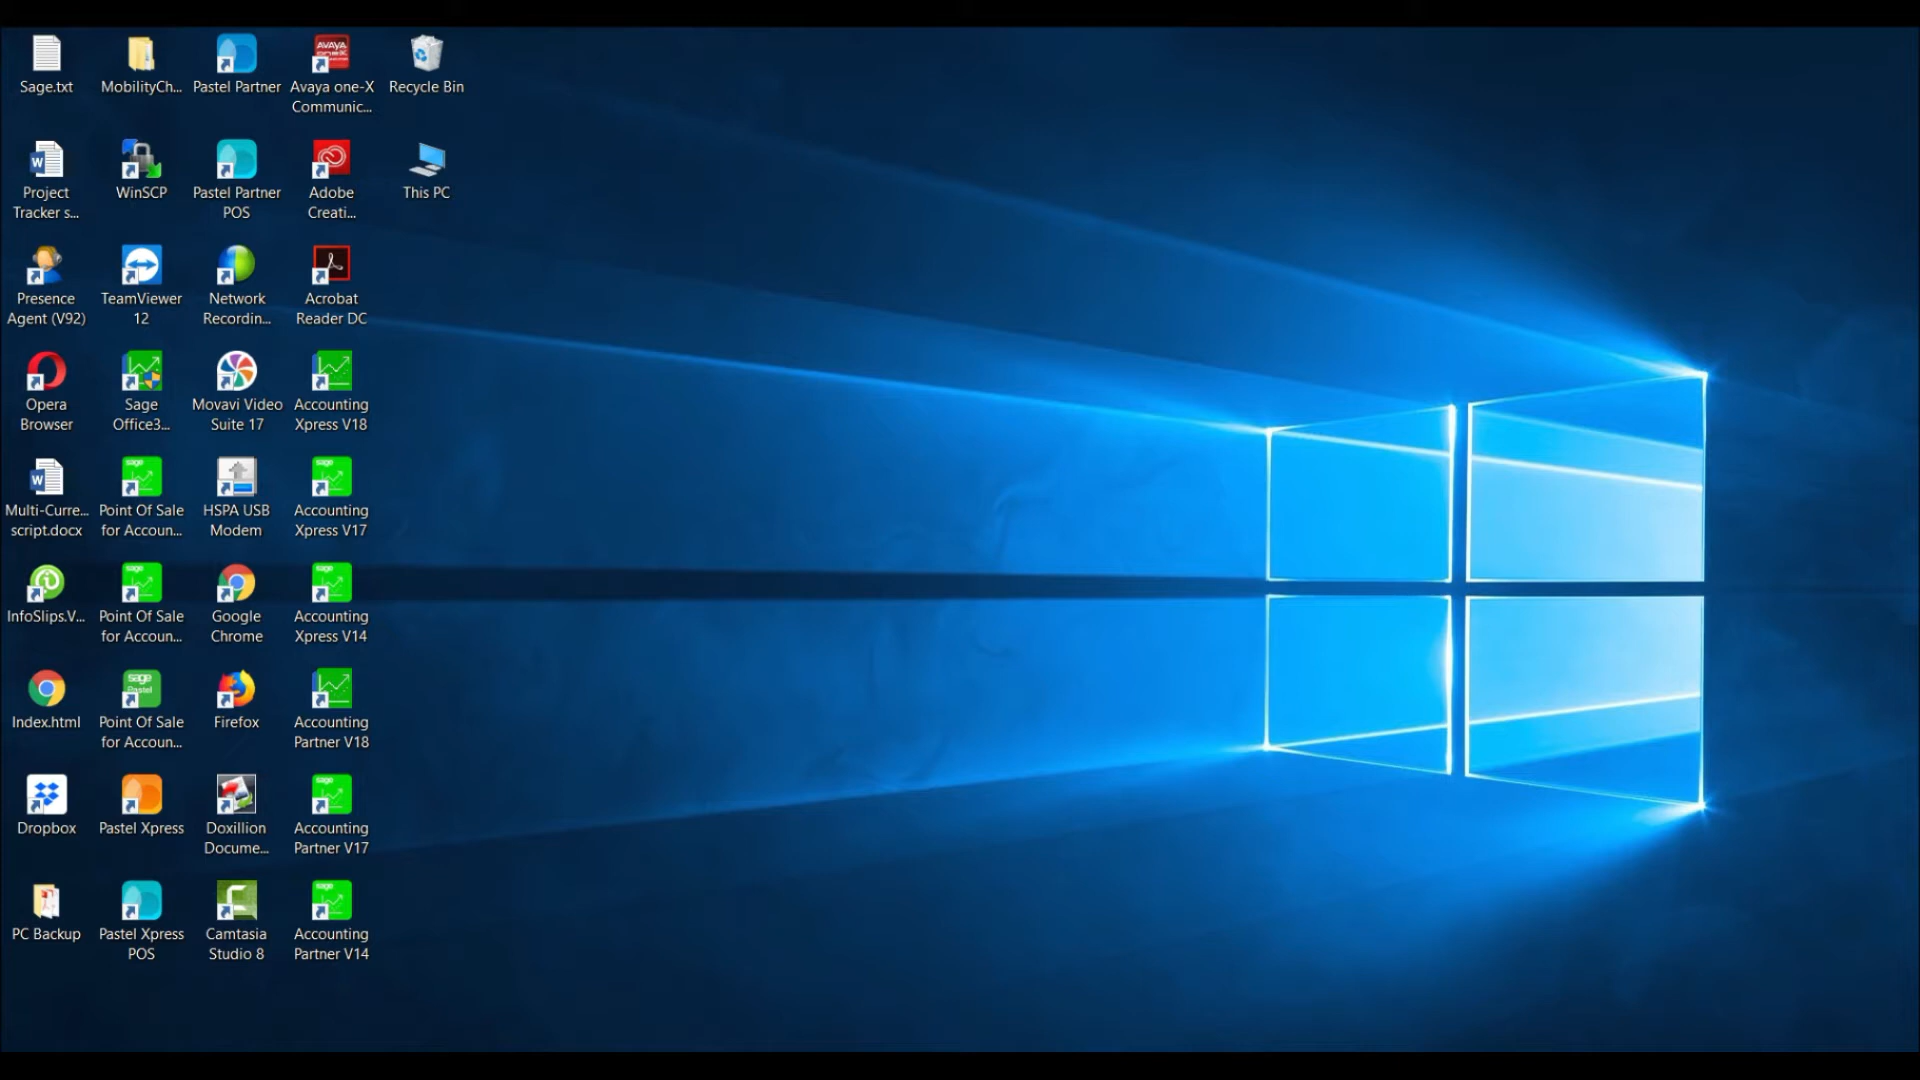 Sage.txt
MobilityCh...
Pastel Partner
Avaya one-X
Communic...
Recycle Bin
Project
Tracker s...
WinSCP
Pastel Partner
POS
Adobe
Creati...
This PC
Presence
Agent (V92)
TeamViewer
12
Network
Recordin...
Acrobat
Reader DC
Opera
Browser
Sage
Office3...
Movavi Video
Suite 17
Accounting
Xpress V18
Multi-Curre...
script.docx
Point Of Sale
for Accoun...
HSPA USB
Modem
Accounting
Xpress V17
InfoSlips.V...
Point Of Sale
for Accoun...
Google
Chrome
Accounting
Xpress V14
Index.html
Point Of Sale
for Accoun...
Firefox
Accounting
Partner V18
Dropbox
Pastel Xpress
Doxillion
Docume...
Accounting
Partner V17
PC Backup
Pastel Xpress
POS
Camtasia
Studio 8
Accounting
Partner V14